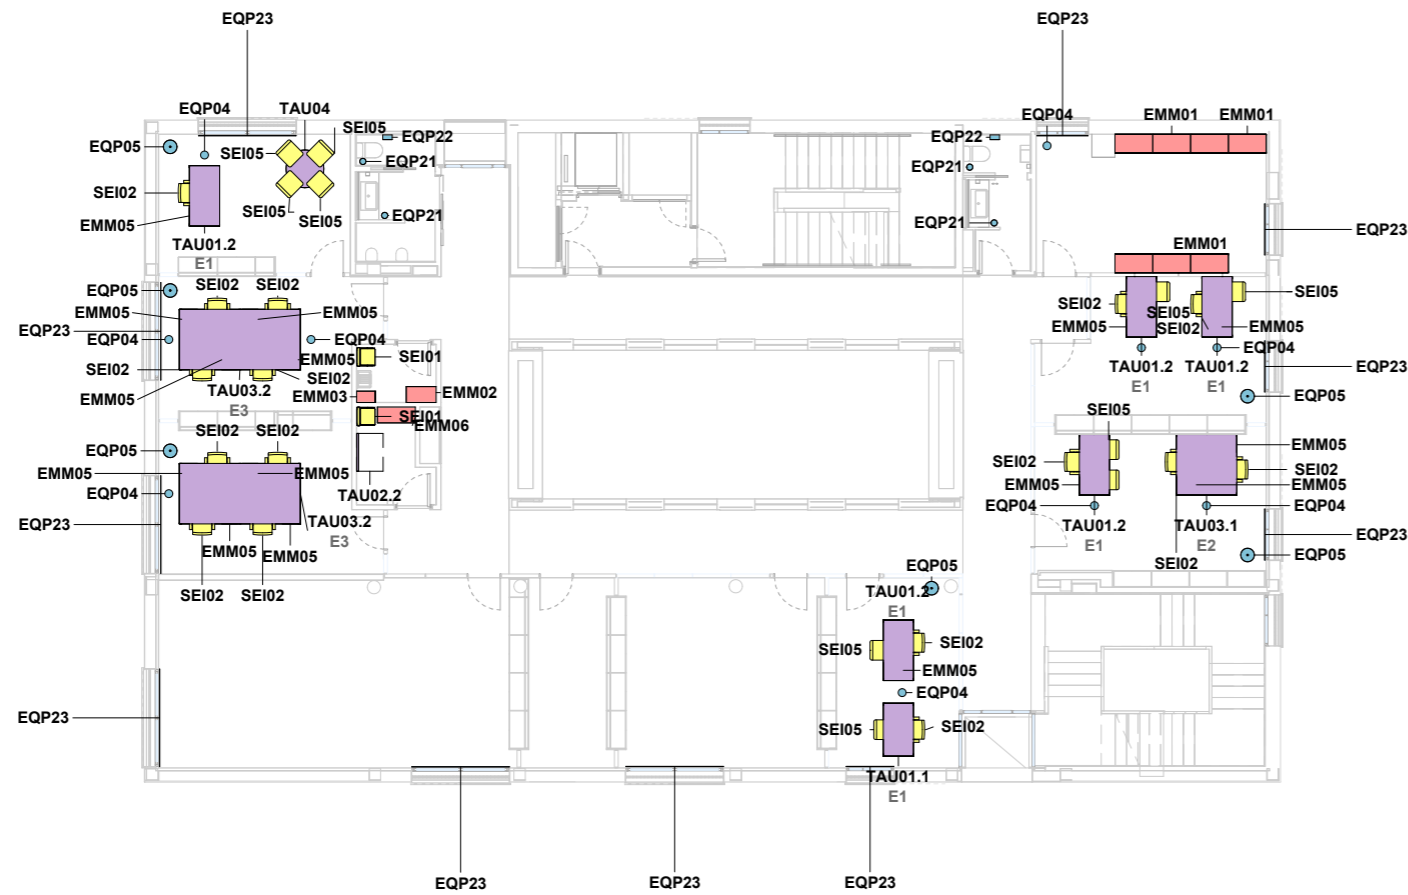 EQP23
EQP23
EQP04
TAU04
EQP04
EMM01
EMM01
SEI05
EQP22
EQP22
EQP05
SEI05
EQP21
EQP21
SEI02
SEI05
SEI05
EQP21
EQP21
EMM05
EQP23
TAU01.2
E1
EMM01
EQP05
SEI02
SEI02
SEI05
SEI02
EMM05
EMM05
SEI05
EQP23
EMM05
SEI02
EMM05
EQP04
EQP04
EQP04
EMM05
SEI01
TAU01.2
TAU01.2
EQP23
SEI02
SEI02
E1
E1
TAU03.2
EMM03
EMM02
EQP05
EMM05
E3
SEI01
SEI05
EMM06
SEI02
SEI02
EMM05
EQP05
SEI02
SEI02
EMM05
EMM05
EMM05
EMM05
EQP04
TAU02.2
EQP04
EQP04
EQP23
TAU03.2
TAU01.2
TAU03.1
EQP23
E3
E1
E2
EMM05
EMM05
EQP05
SEI02
EQP05
SEI02
SEI02
TAU01.2
E1
SEI05
SEI02
EMM05
EQP04
EQP23
SEI05
SEI02
TAU01.1
E1
EQP23
EQP23
EQP23